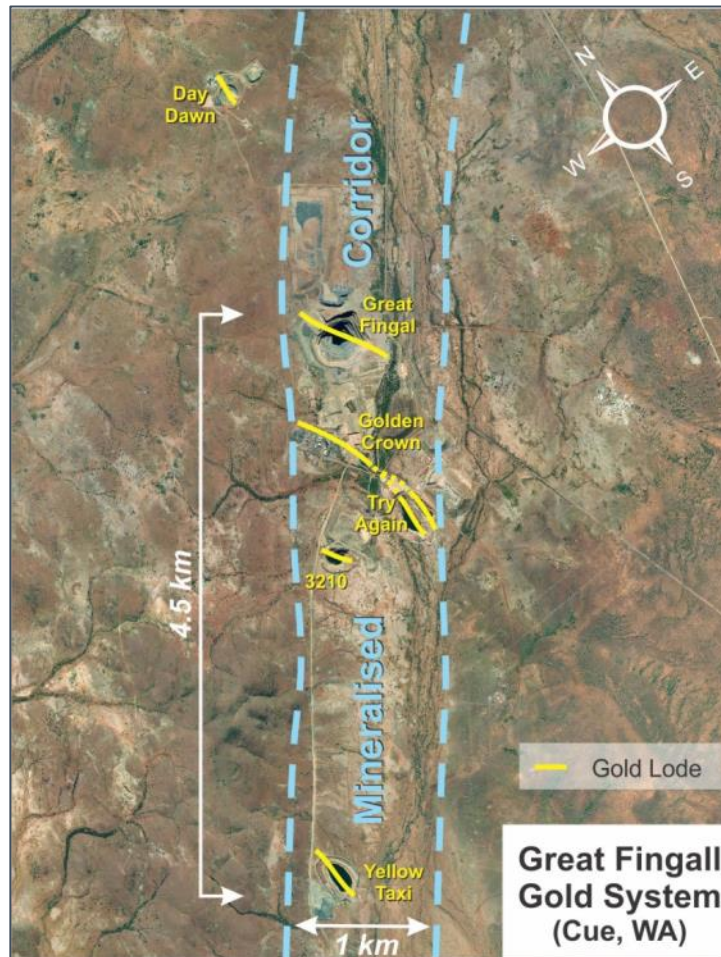 Day
Dawn
N
E
W
S
Corridor
Great
Fingal
Golden
Crown
Try
Again
3210
4.5 km
Mineralised
Gold Lode
Yellow
Taxi
1 km
Great Fingall
Gold System
(Cue, WA)